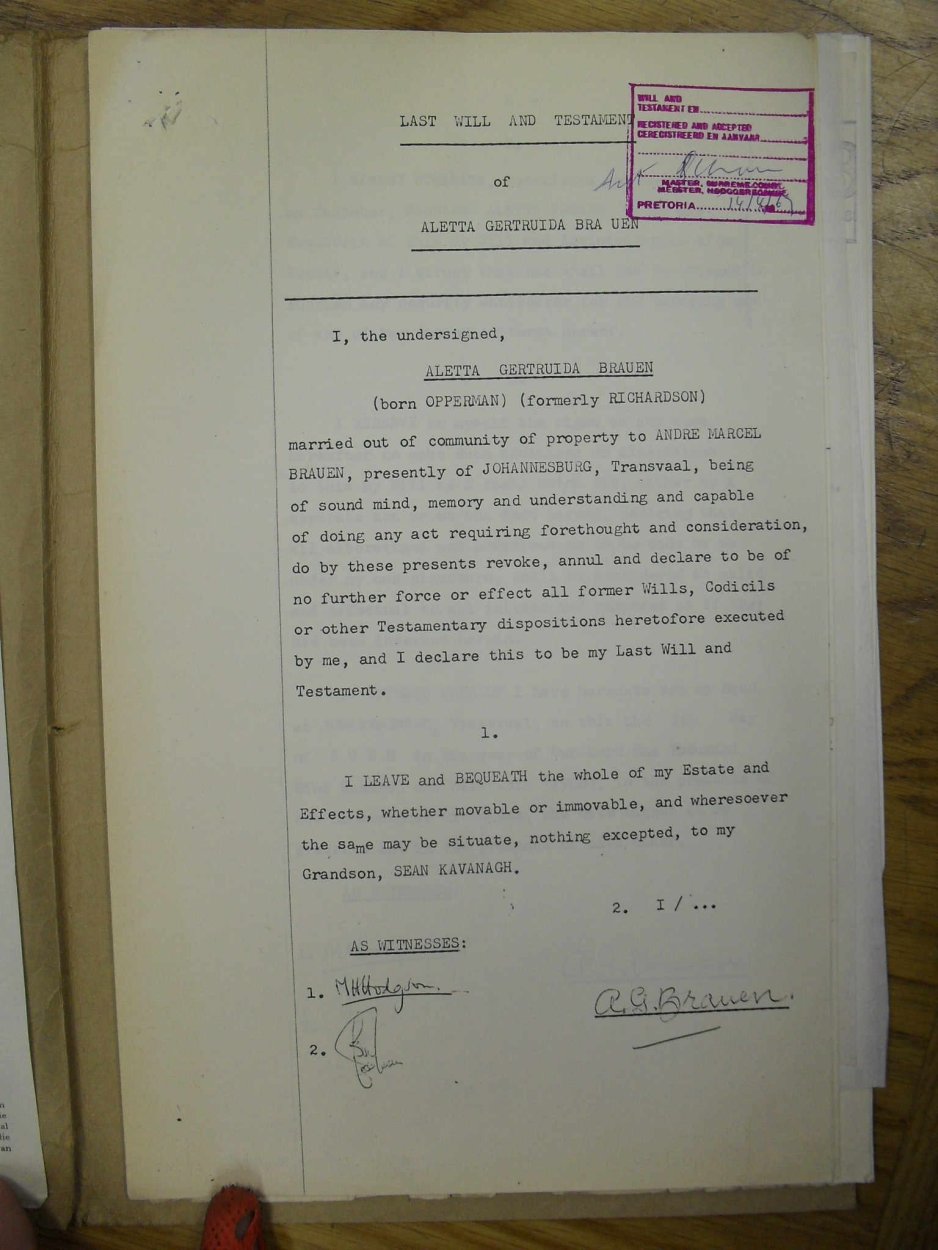 LAST WILL AND TESTAMENT
WILL AND
TESTAMENT EN
REGISTERED AND ACCEPTED
GEREGISTREERD EN AANVAAR
MASTER, SUPREME COURT,
MEESTER, HOOGGEREGSHOF,
PRETORIA
of
ALETTA GERTRUIDA BRA UEN
I, the undersigned,
ALETTA GERTRUIDA BRAUEN
(born OPPERMAN) (formerly RICHARDSON)
married out of community of property to ANDRE MARCEL
BRAUEN, presently of JOHANNESBURG, Transvaal, being
of sound mind, memory and understanding and capable
of doing any act requiring forethought and consideration,
do by these presents revoke, annul and declare to be of
no further force or effect all former Wills, Codicils
or other Testamentary dispositions heretofore executed
by me, and I declare this to be my Last Will and
Testament.
1.
I LEAVE and BEQUEATH the whole of my Estate and
Effects, whether movable or immovable, and wheresoever
the same may be situate, nothing excepted, to my
Grandson, SEAN KAVANAGH.
2. I / ...
AS WITNESSES:
1. MHHodgson.
A.G.Brauen.
2.